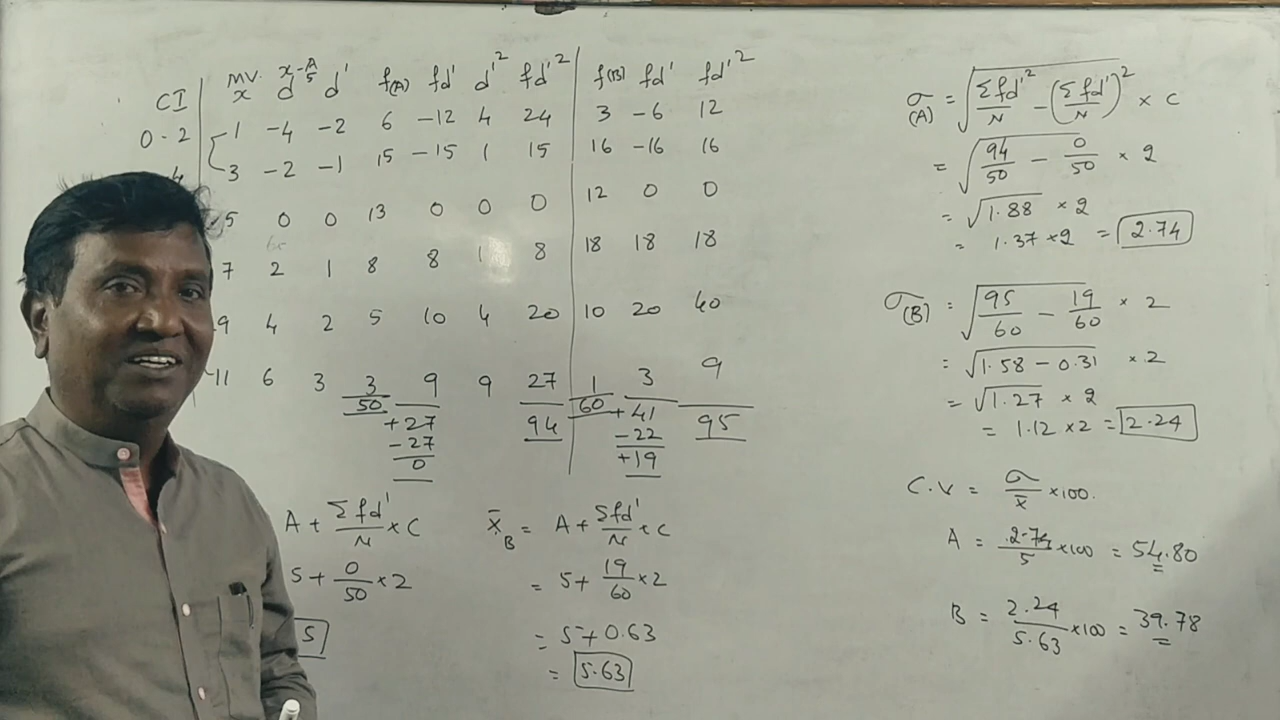 CI MV. x x-A/5 d d' f(A) fd' d'² fd'² f(B) fd' fd'²
0-2 1 -4 -2 6 -12 4 24 3 -6 12
4 3 -2 -1 15 -15 1 15 16 -16 16
5 0 0 13 0 0 0 12 0 0
7 2 1 8 8 1 8 18 18 18
9 4 2 5 10 4 20 10 20 40
11 6 3 3 9 9 27 1 3 9
50 +27 94 60 +41 95
-27 -22
0 +19
A + Σfd'/N × C
5 + 0/50 × 2
5
x̄B = A + Σfd'/N × C
= 5 + 19/60 × 2
= 5 + 0.63
= 5.63
σ(A) = √(Σfd'²/N - (Σfd'/N)²) × C
= √(94/50 - 0/50) × 2
= √1.88 × 2
= 1.37 × 2 = 2.74
σ(B) = √(95/60 - 19/60) × 2
= √(1.58 - 0.31) × 2
= √1.27 × 2
= 1.12 × 2 = 2.24
C.V = σ/x̄ × 100.
A = 2.74/5 × 100 = 54.80
B = 2.24/5.63 × 100 = 39.78